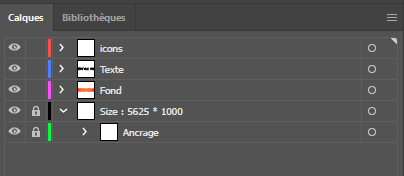 Calques Bibliothèques
icons
Texte
Fond
Size : 5625 * 1000
Ancrage